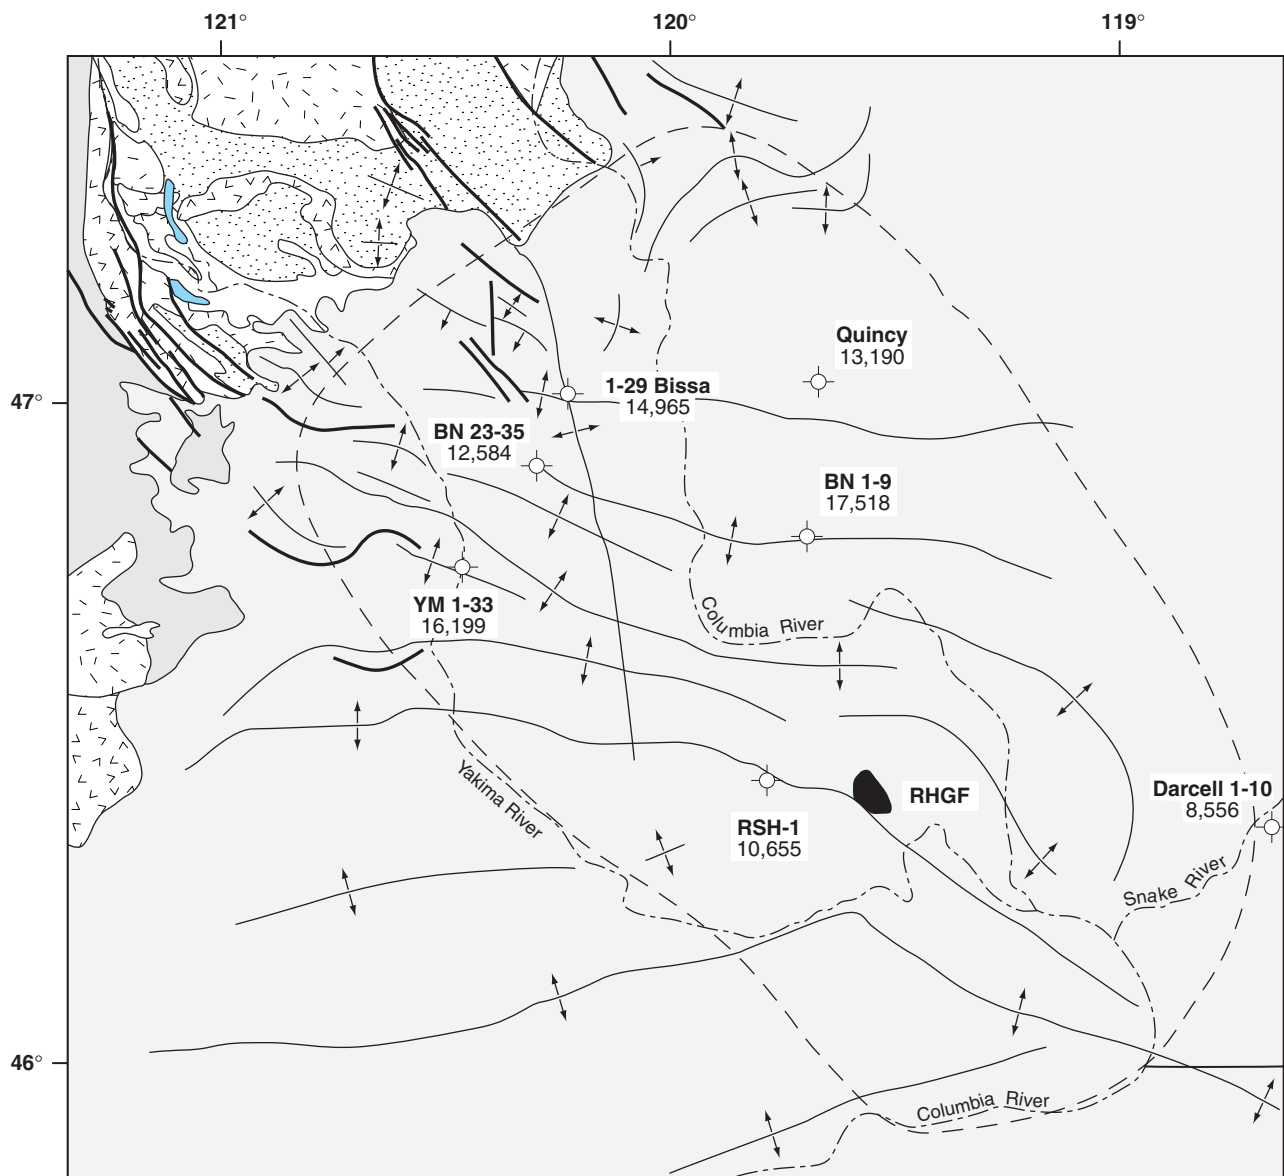 121° 120° 119°
Quincy
13,190
47°
1-29 Bissa
14,965
BN 23-35
12,584
BN 1-9
17,518
YM 1-33
16,199
Columbia River
Yakima River
RHGF
Darcell 1-10
8,556
RSH-1
10,655
Snake River
46°
Columbia River